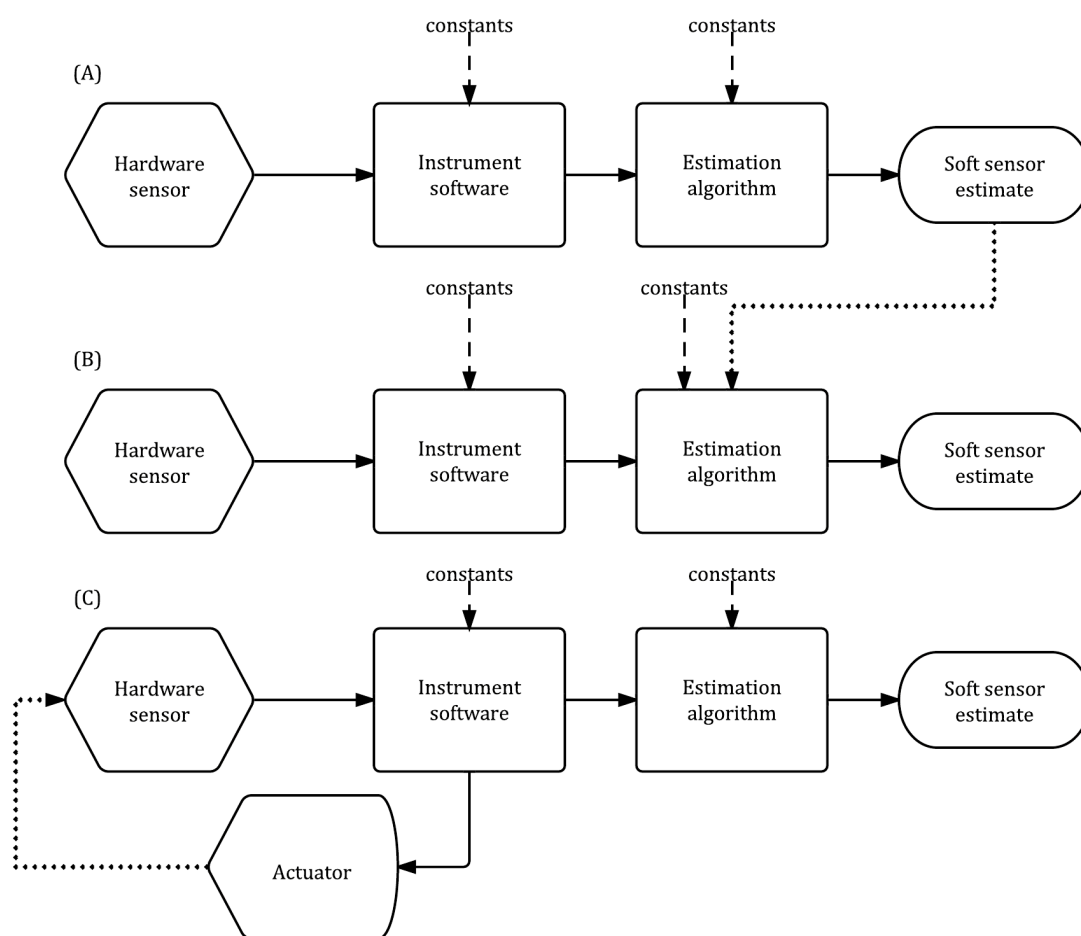 constants
constants
(A)
Hardware
sensor
Instrument
software
Estimation
algorithm
Soft sensor
estimate
constants
constants
(B)
Hardware
sensor
Instrument
software
Estimation
algorithm
Soft sensor
estimate
constants
constants
(C)
Hardware
sensor
Instrument
software
Estimation
algorithm
Soft sensor
estimate
Actuator